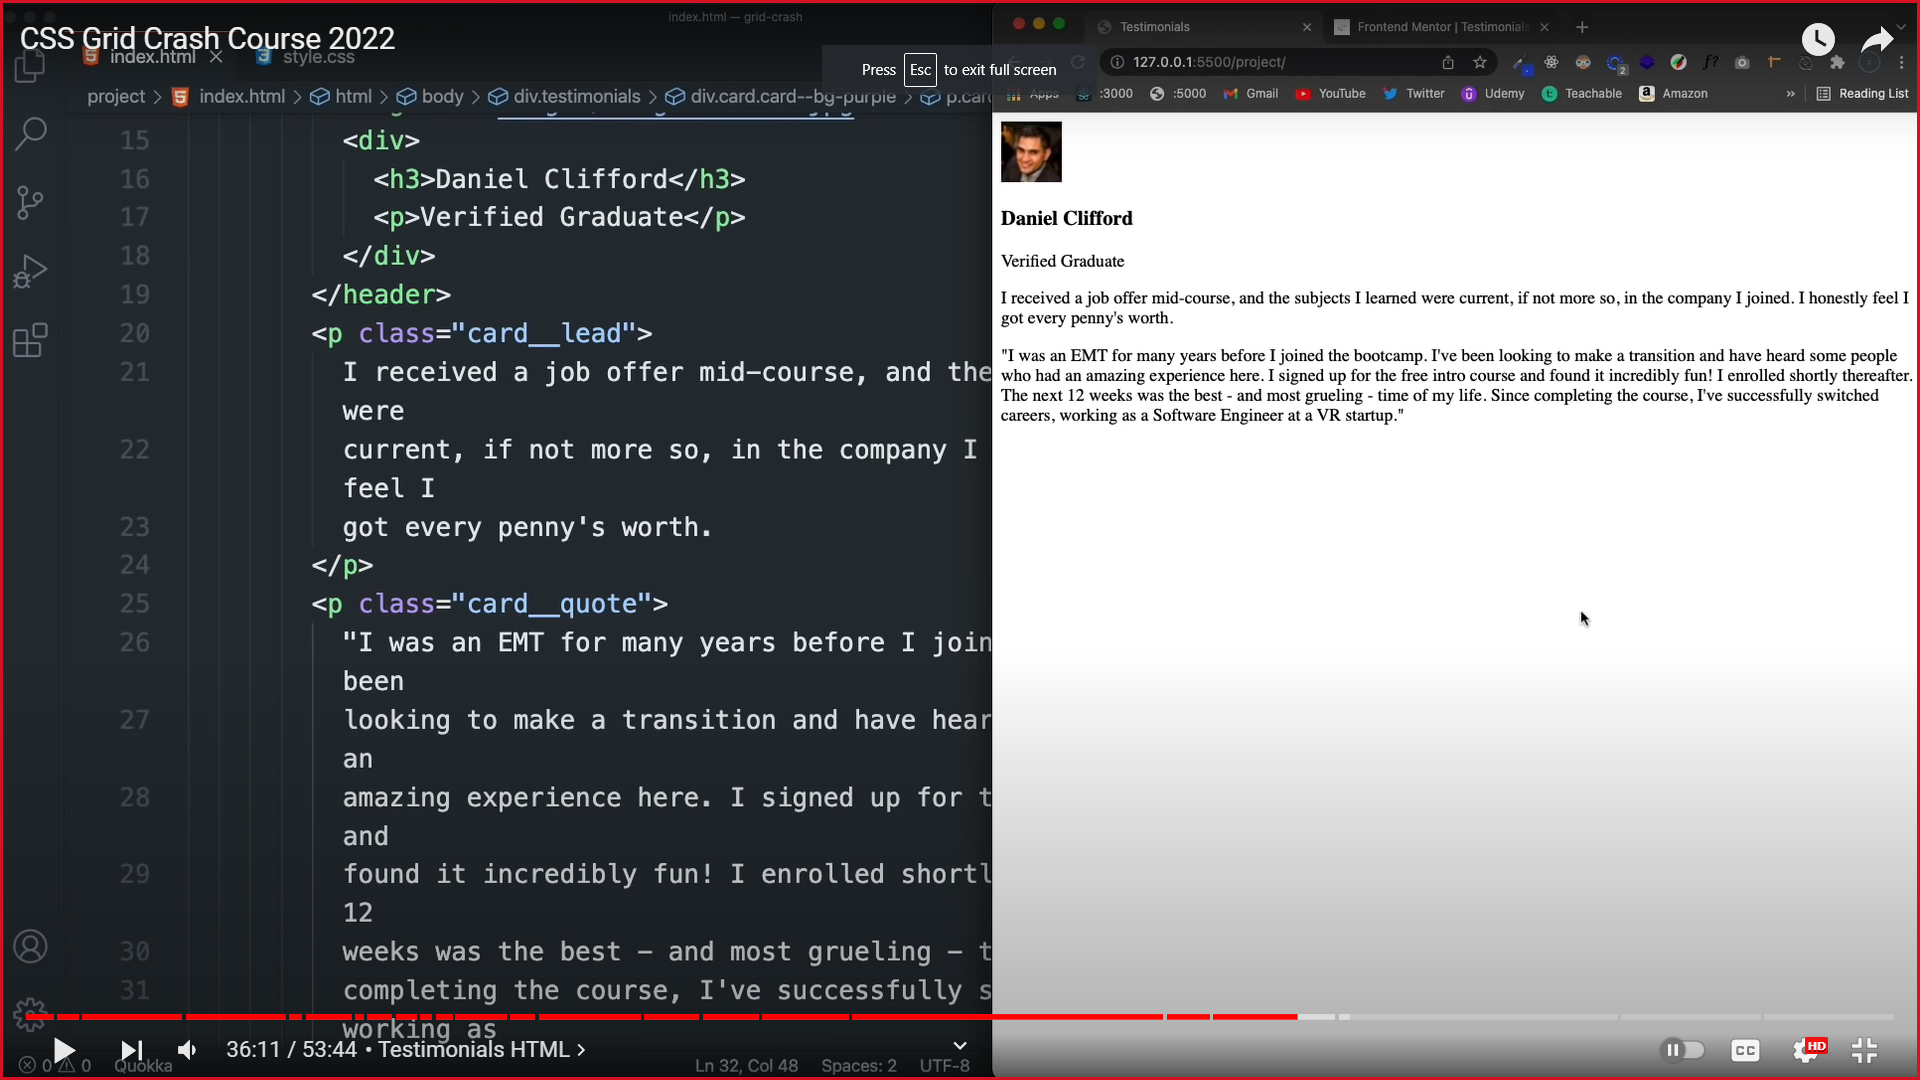 index.html — grid-crash
CSS Grid Crash Course 2022
index.html
style.css
Press Esc to exit full screen
project > index.html > html > body > div.testimonials > div.card.card--bg-purple > p.card
15 <div>
16 <h3>Daniel Clifford</h3>
17 <p>Verified Graduate</p>
18 </div>
19 </header>
20 <p class="card__lead">
21 I received a job offer mid-course, and the
were
22 current, if not more so, in the company I
feel I
23 got every penny's worth.
24 </p>
25 <p class="card__quote">
26 "I was an EMT for many years before I join
been
27 looking to make a transition and have hear
an
28 amazing experience here. I signed up for t
and
29 found it incredibly fun! I enrolled shortl
12
30 weeks was the best - and most grueling - t
31 completing the course, I've successfully s
working as
36:11 / 53:44 • Testimonials HTML >
0 0 Quokka
Ln 32, Col 48 Spaces: 2 UTF-8
Testimonials
Frontend Mentor | Testimonials
127.0.0.1:5500/project/
Apps :3000 :5000 Gmail YouTube Twitter Udemy Teachable Amazon » Reading List
Daniel Clifford
Verified Graduate
I received a job offer mid-course, and the subjects I learned were current, if not more so, in the company I joined. I honestly feel I
got every penny's worth.
"I was an EMT for many years before I joined the bootcamp. I've been looking to make a transition and have heard some people
who had an amazing experience here. I signed up for the free intro course and found it incredibly fun! I enrolled shortly thereafter.
The next 12 weeks was the best - and most grueling - time of my life. Since completing the course, I've successfully switched
careers, working as a Software Engineer at a VR startup."
CC HD